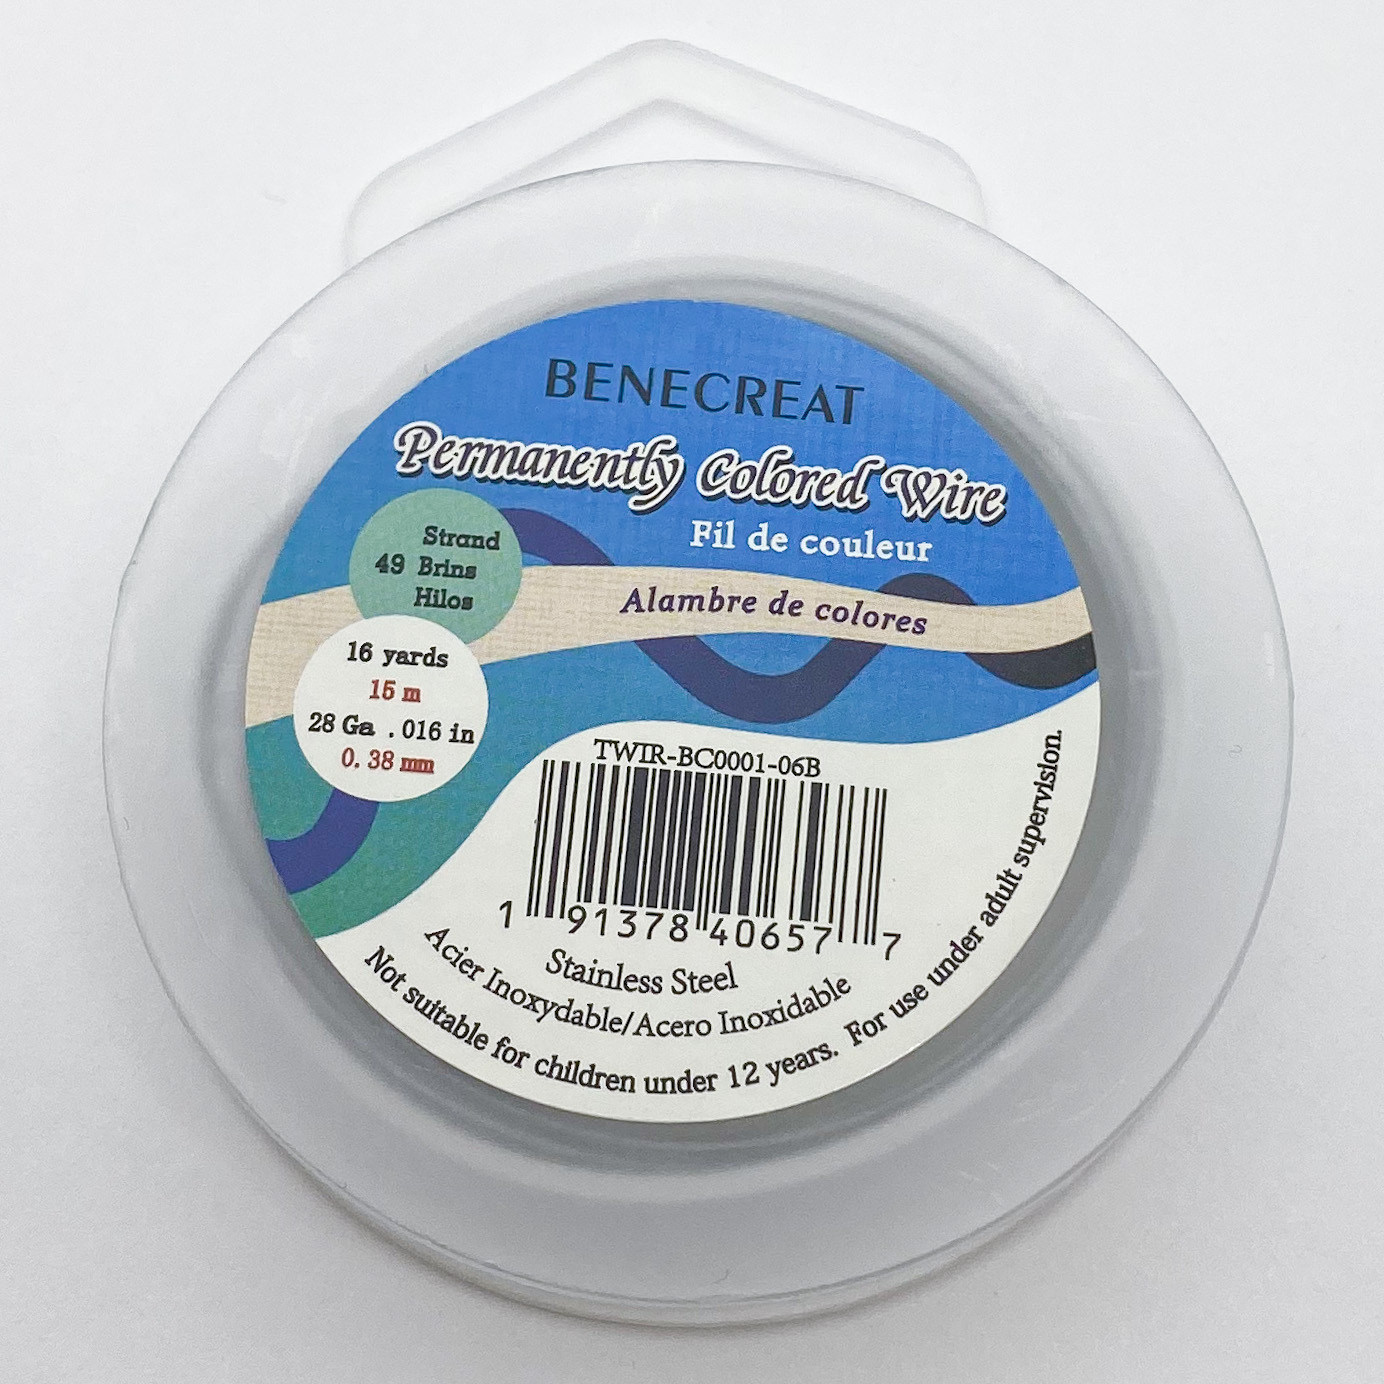 BENECREAT
Permanently Colored Wire
Fil de couleur
Alambre de colores
Strand
49 Brins
Hilos
16 yards
15 m
28 Ga .016 in
0.38 mm
TWIR-BC0001-06B
1 91378 40657 7
Stainless Steel
Acier Inoxydable/Acero Inoxidable
Not suitable for children under 12 years. For use under adult supervision.